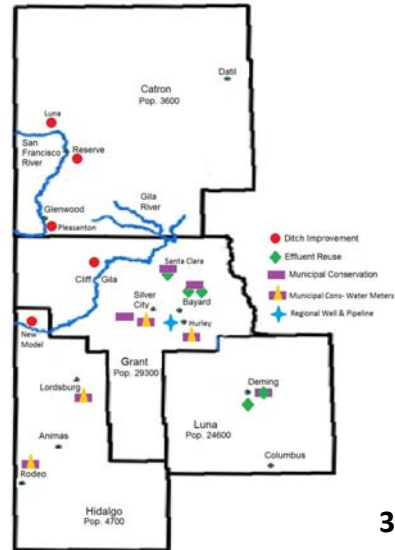 Datil
Catron
Pop. 3600
Luna
San
Francisco
River
Reserve
Gila
River
Glenwood
Pleasanton
Ditch Improvement
Effluent Reuse
Municipal Conservation
Municipal Cons- Water Meters
Regional Well & Pipeline
Santa Clara
Cliff Gila
Silver
City
Bayard
Hurley
New
Model
Grant
Pop. 29300
Lordsburg
Deming
Luna
Pop. 24600
Animas
Columbus
Rodeo
Hidalgo
Pop. 4700
3